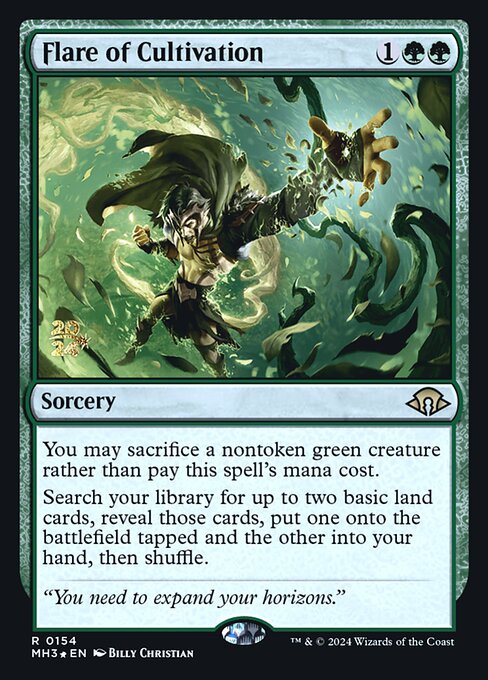 Flare of Cultivation 1
2024
Sorcery
You may sacrifice a nontoken green creature
rather than pay this spell's mana cost.
Search your library for up to two basic land
cards, reveal those cards, put one onto the
battlefield tapped and the other into your
hand, then shuffle.
“You need to expand your horizons.”
R 0154
MH3★EN Billy Christian
™ & © 2024 Wizards of the Coast